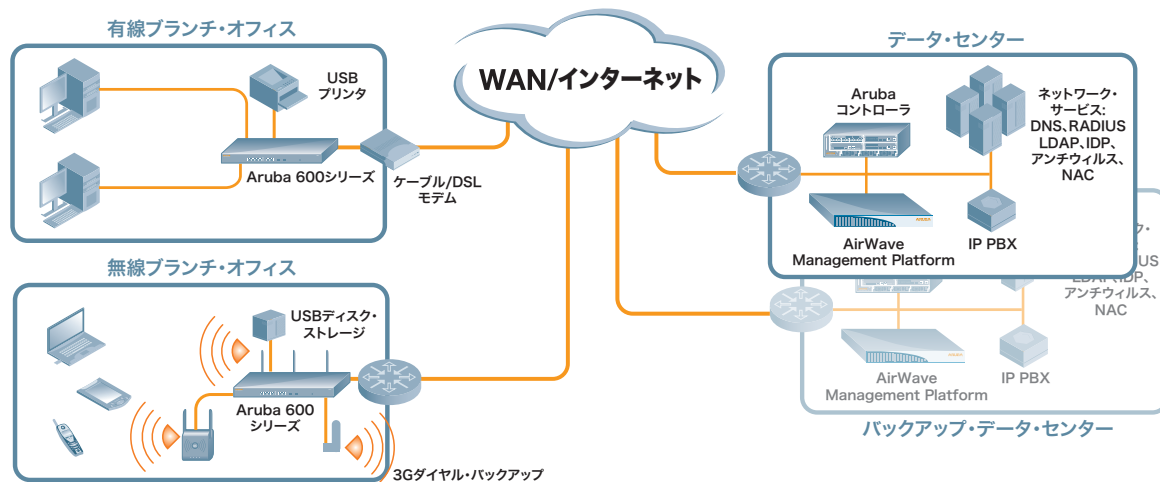 有線ブランチ・オフィス
USB
プリンタ
Aruba 600シリーズ
ケーブル/DSL
モデム
WAN/インターネット
データ・センター
Aruba
コントローラ
ネットワーク・
サービス:
DNS、RADIUS
LDAP、IDP、
アンチウィルス、
NAC
AirWave
Management Platform
IP PBX
無線ブランチ・オフィス
USBディスク・
ストレージ
Aruba 600
シリーズ
3Gダイヤル・バックアップ
アンチウィルス、
NAC
AirWave
Management Platform
IP PBX
バックアップ・データ・センター